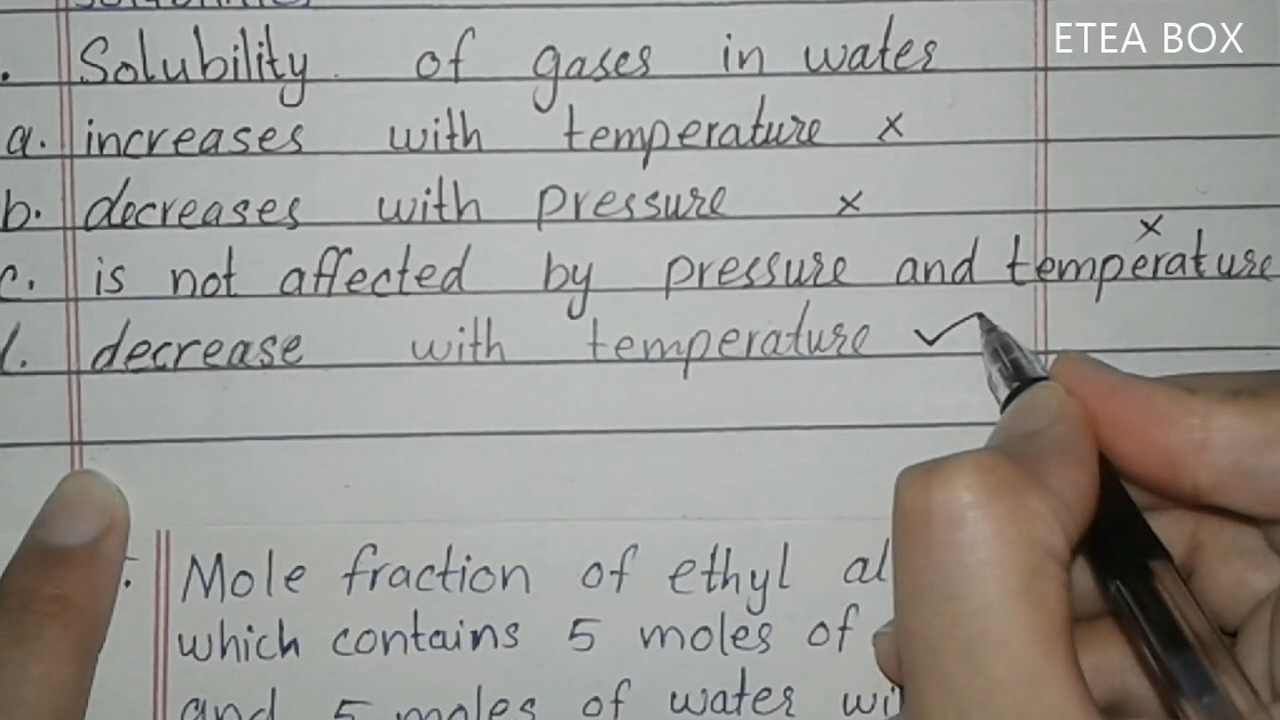 ETEA BOX
. Solubility of gases in water
a. increases with temperature ×
b. decreases with pressure ×
c. is not affected by pressure and temperature ×
decrease with temperature ✓
Mole fraction of ethyl al
which contains 5 moles of
and 5 moles of water wi